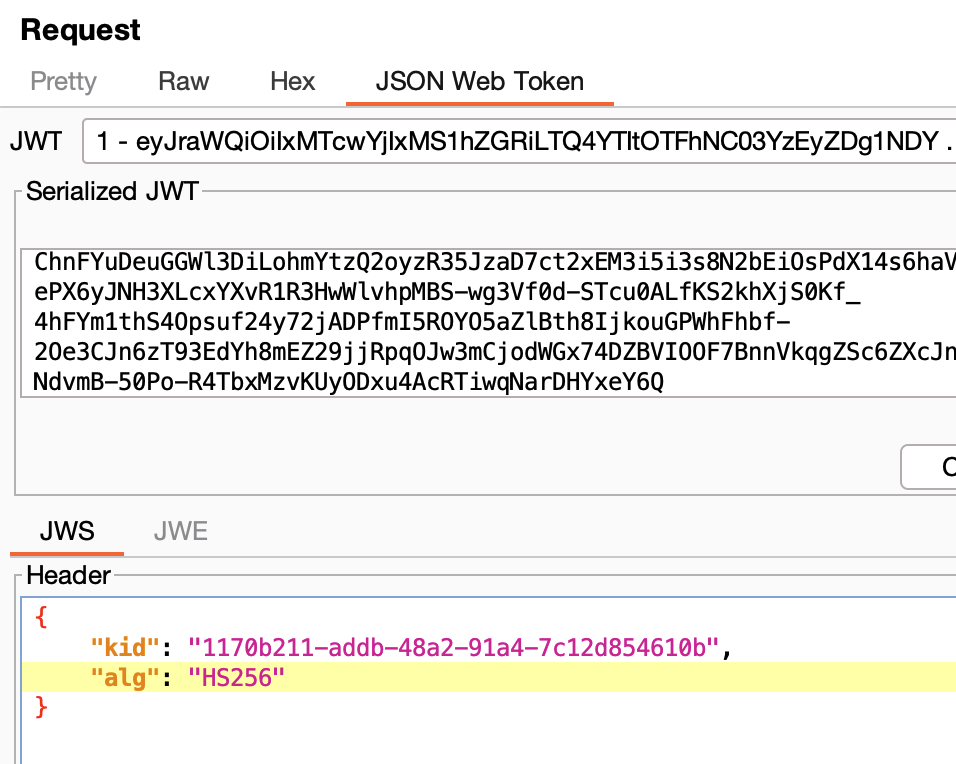 Request
Pretty Raw Hex JSON Web Token
JWT 1 - eyJraWQiOiIxMTcwYjIxMS1hZGRiLTQ4YTItOTFhNC03YzEyZDg1NDY .
Serialized JWT
ChnFYuDeuGGWl3DiLohmYtzQ2oyzR35JzaD7ct2xEM3i5i3s8N2bEiOsPdX14s6haV
ePX6yJNH3XLcxYXvR1R3HwWlvhpMBS-wg3Vf0d-STcu0ALfKS2khXjS0Kf_
4hFYm1thS4Opsuf24y72jADPfmI5ROYO5aZlBth8IjkouGPWhFhbf-
2Oe3CJn6zT93EdYh8mEZ29jjRpqOJw3mCjodWGx74DZBVIOOF7BnnVkqgZSc6ZXcJn
NdvmB-50Po-R4TbxMzvKUyODxu4AcRTiwqNarDHYxeY6Q
JWS JWE
Header
{
"kid": "1170b211-addb-48a2-91a4-7c12d854610b",
"alg": "HS256"
}